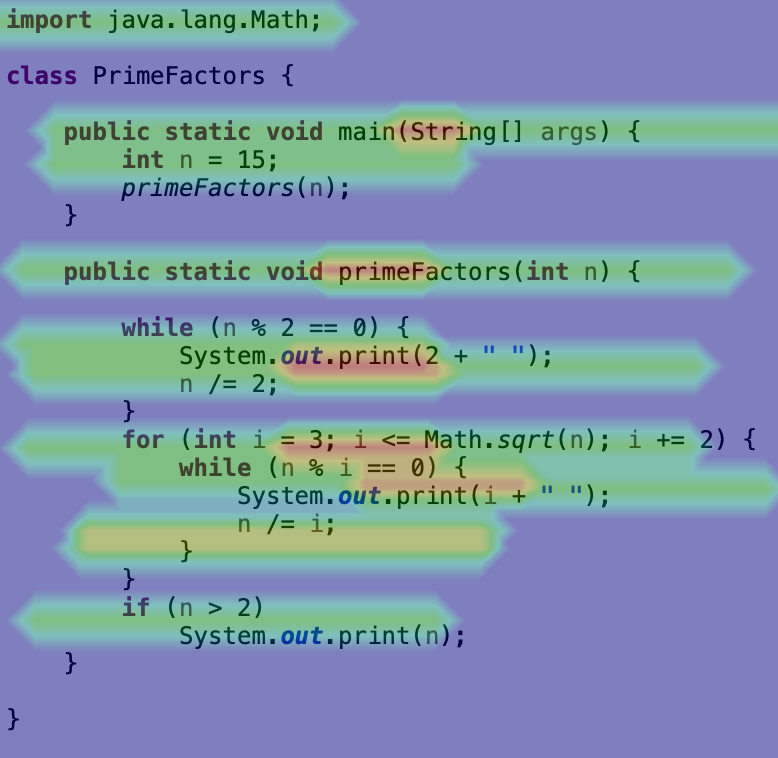 import java.lang.Math;
class PrimeFactors {
public static void main(String[] args) {
int n = 15;
primeFactors(n);
}
public static void primeFactors(int n) {
while (n % 2 == 0) {
System.out.print(2 + " ");
n /= 2;
}
for (int i = 3; i <= Math.sqrt(n); i += 2) {
while (n % i == 0) {
System.out.print(i + " ");
n /= i;
}
}
if (n > 2)
System.out.print(n);
}
}